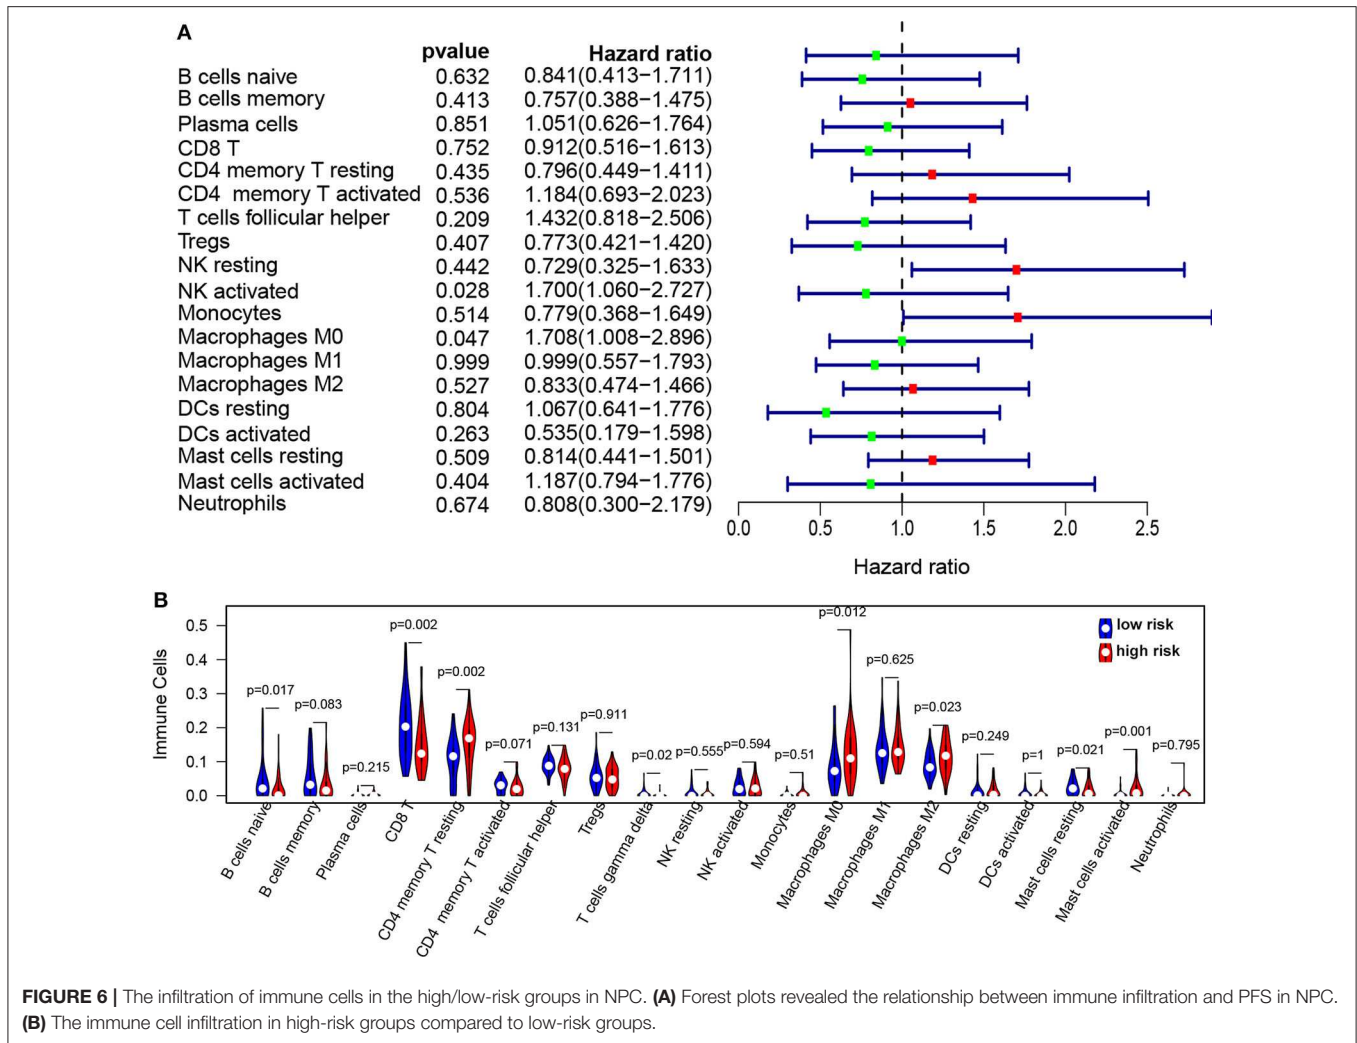 A
pvalue Hazard ratio
B cells naive 0.632 0.841(0.413−1.711)
B cells memory 0.413 0.757(0.388−1.475)
Plasma cells 0.851 1.051(0.626−1.764)
CD8 T 0.752 0.912(0.516−1.613)
CD4 memory T resting 0.435 0.796(0.449−1.411)
CD4 memory T activated 0.536 1.184(0.693−2.023)
T cells follicular helper 0.209 1.432(0.818−2.506)
Tregs 0.407 0.773(0.421−1.420)
NK resting 0.442 0.729(0.325−1.633)
NK activated 0.028 1.700(1.060−2.727)
Monocytes 0.514 0.779(0.368−1.649)
Macrophages M0 0.047 1.708(1.008−2.896)
Macrophages M1 0.999 0.999(0.557−1.793)
Macrophages M2 0.527 0.833(0.474−1.466)
DCs resting 0.804 1.067(0.641−1.776)
DCs activated 0.263 0.535(0.179−1.598)
Mast cells resting 0.509 0.814(0.441−1.501)
Mast cells activated 0.404 1.187(0.794−1.776)
Neutrophils 0.674 0.808(0.300−2.179)
0.0 0.5 1.0 1.5 2.0 2.5
Hazard ratio
B
Immune Cells
0.5
0.4
0.3
0.2
0.1
0.0
p=0.017
p=0.083
p=0.215
p=0.002
p=0.002
p=0.071
p=0.131
p=0.911
p=0.02
p=0.555
p=0.594
p=0.51
p=0.012
p=0.625
p=0.023
p=0.249
p=1
p=0.021
p=0.001
p=0.795
low risk
high risk
B cells naive
B cells memory
Plasma cells
CD8 T
CD4 memory T resting
CD4 memory T activated
T cells follicular helper
Tregs
T cells gamma delta
NK resting
NK activated
Monocytes
Macrophages M0
Macrophages M1
Macrophages M2
DCs resting
DCs activated
Mast cells resting
Mast cells activated
Neutrophils
FIGURE 6 | The infiltration of immune cells in the high/low-risk groups in NPC. (A) Forest plots revealed the relationship between immune infiltration and PFS in NPC.
(B) The immune cell infiltration in high-risk groups compared to low-risk groups.